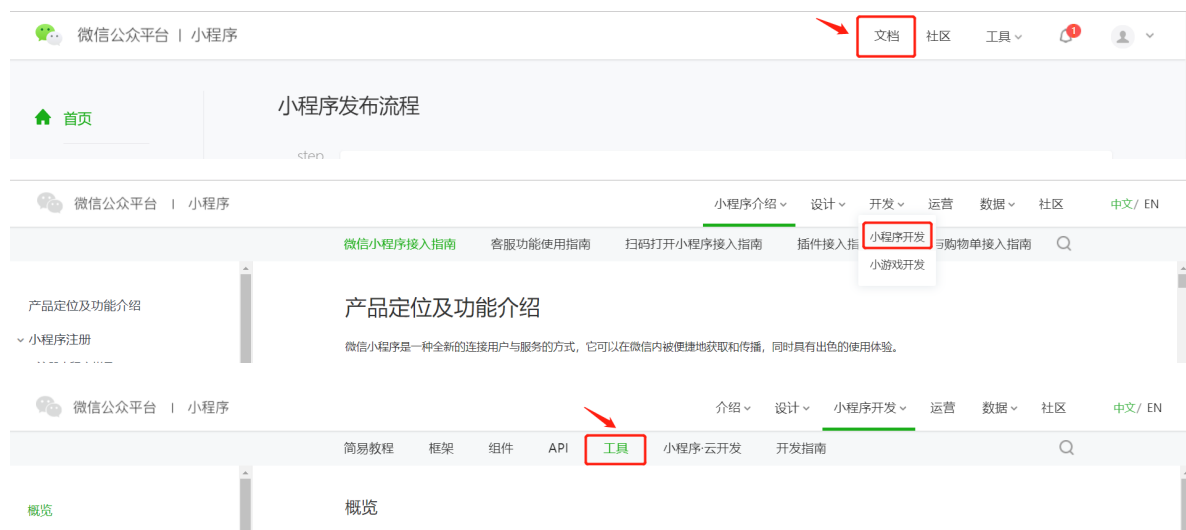 微信公众平台 | 小程序 文档 社区 工具 1
首页
小程序发布流程
step
微信公众平台 | 小程序 小程序介绍 设计 开发 运营 数据 社区 中文/ EN
微信小程序接入指南 客服功能使用指南 扫码打开小程序接入指南 插件接入指 小程序开发 与购物单接入指南
小游戏开发
产品定位及功能介绍
产品定位及功能介绍
小程序注册
微信小程序是一种全新的连接用户与服务的方式，它可以在微信内被便捷地获取和传播，同时具有出色的使用体验。
微信公众平台 | 小程序 介绍 设计 小程序开发 运营 数据 社区 中文/ EN
简易教程 框架 组件 API 工具 小程序·云开发 开发指南
概览
概览